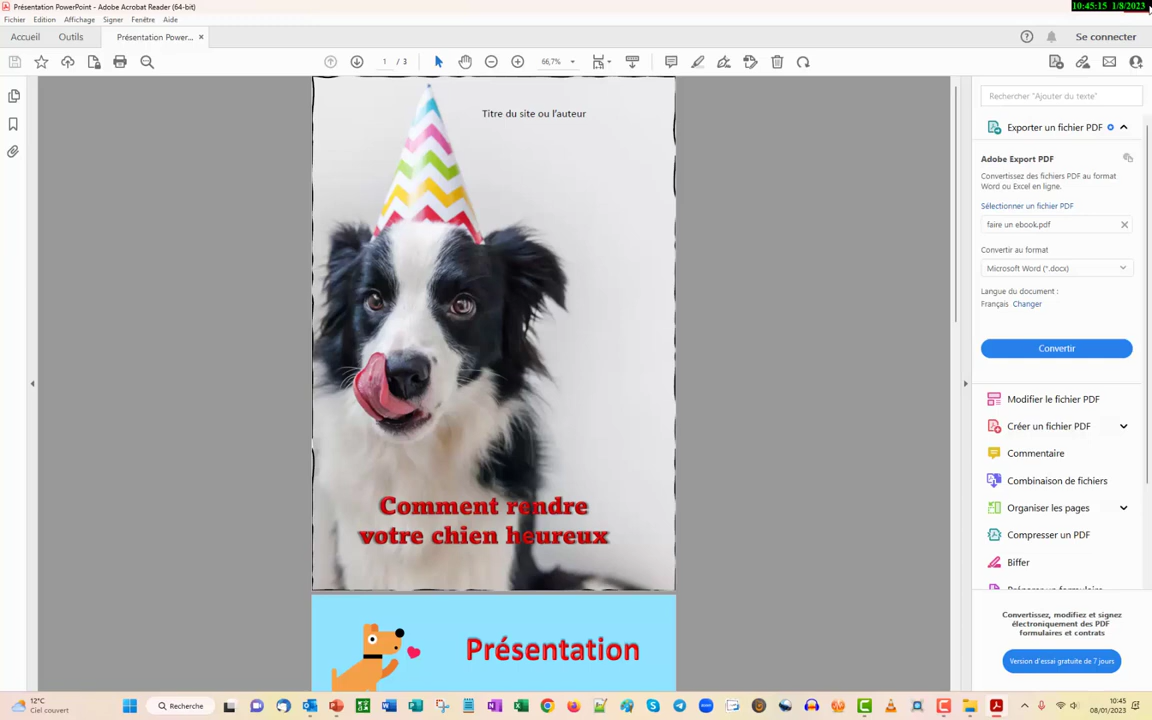 Présentation PowerPoint - Adobe Acrobat Reader (64-bit)
10:45:15 1/8/2023
Fichier Edition Affichage Signer Fenêtre Aide
Accueil Outils Présentation Power... ×
Se connecter
1 / 3
66,7%
Rechercher "Ajouter du texte"
Exporter un fichier PDF
Adobe Export PDF
Convertissez des fichiers PDF au format
Word ou Excel en ligne.
Sélectionner un fichier PDF
faire un ebook.pdf
Convertir au format
Microsoft Word (*.docx)
Langue du document :
Français Changer
Convertir
Modifier le fichier PDF
Créer un fichier PDF
Commentaire
Combinaison de fichiers
Organiser les pages
Compresser un PDF
Biffer
Convertissez, modifiez et signez
électroniquement des PDF
formulaires et contrats
Version d'essai gratuite de 7 jours
Titre du site ou l'auteur
Comment rendre
votre chien heureux
Présentation
12°C
Ciel couvert
Recherche
10:45
08/01/2023